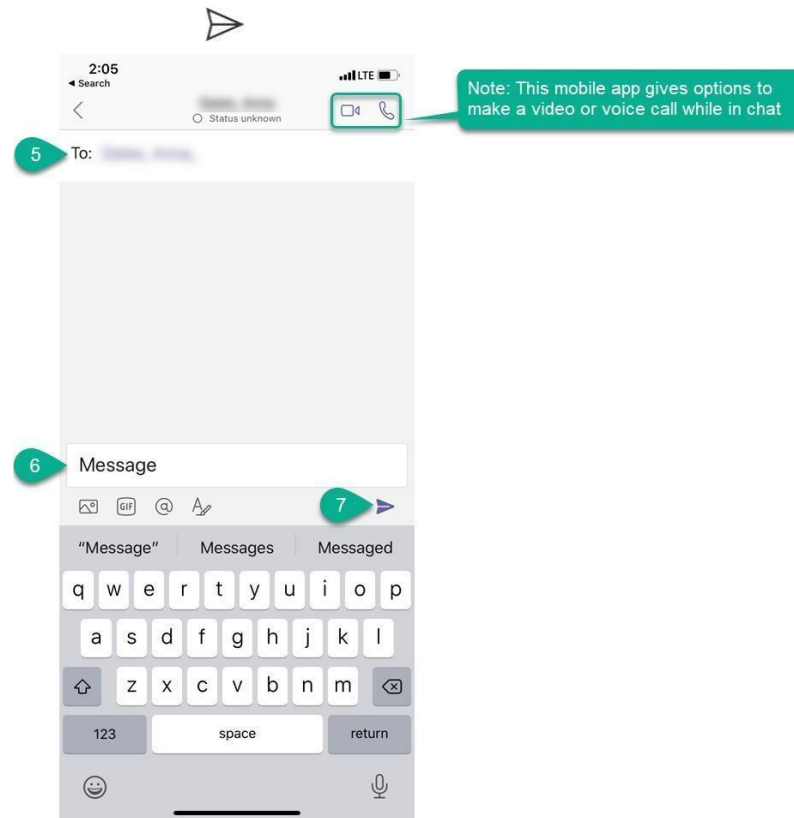 2:05
LTE
Search
Status unknown
Note: This mobile app gives options to
make a video or voice call while in chat
5
To:
6
Message
GIF @ A
7
“Message” Messages Messaged
q w e r t y u i o p
a s d f g h j k l
z x c v b n m
123 space return